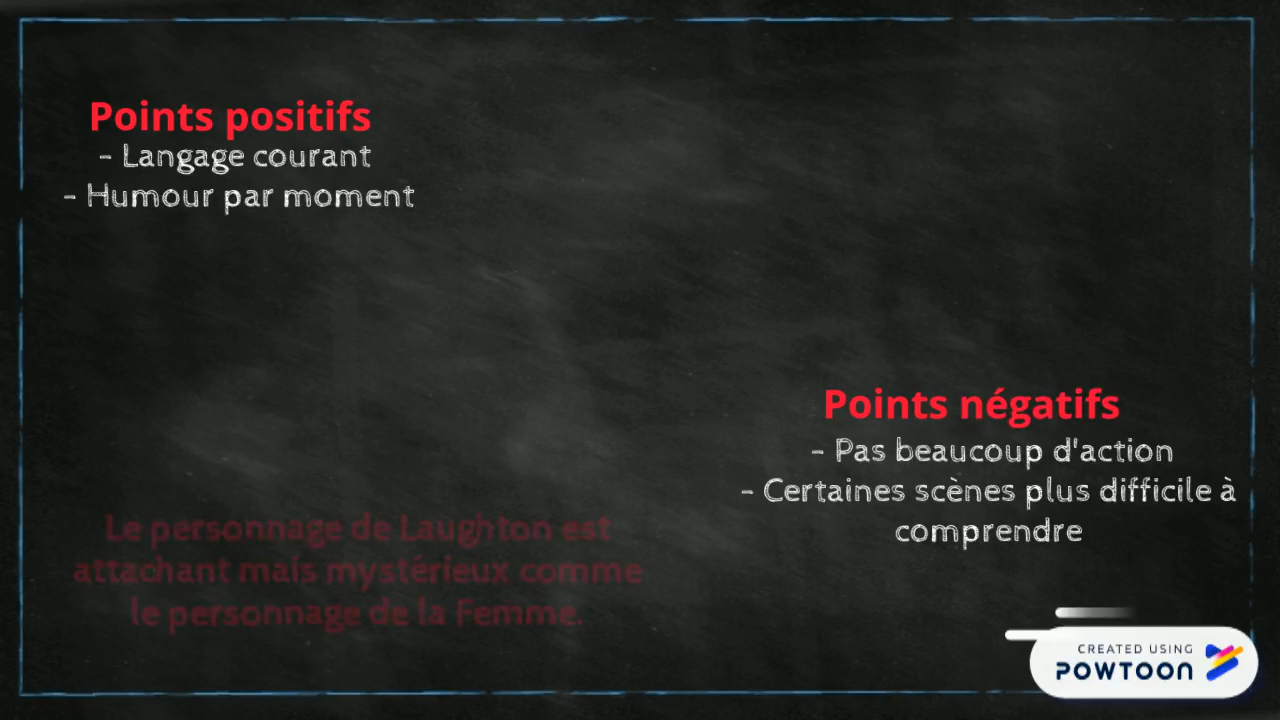 Points positifs
- Langage courant
- Humour par moment
Points négatifs
- Pas beaucoup d'action
- Certaines scènes plus difficile à
comprendre
Le personnage de Laughton est
attachant mais mystérieux comme
le personnage de la Femme.
CREATED USING
POWTOON